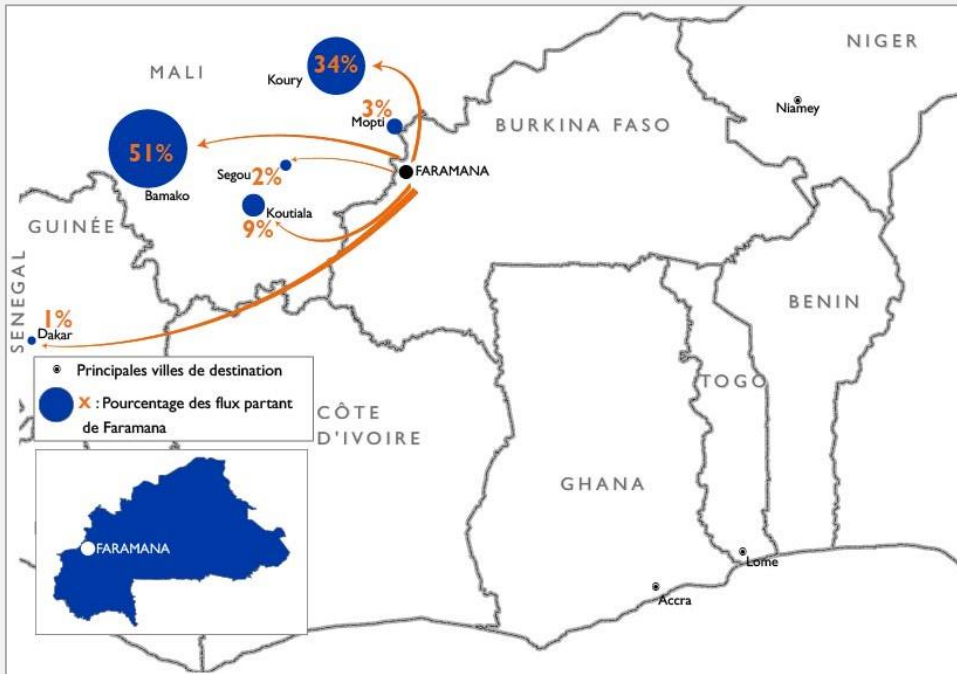 NIGER
MALI
34%
Koury
Niamey
3%
Mopti
BURKINA FASO
51%
Bamako
Segou 2%
FARAMANA
Koutiala
9%
GUINÉE
SENEGAL
BENIN
1%
Dakar
Principales villes de destination
X : Pourcentage des flux partant
de Faramana
TOGO
CÔTE
D'IVOIRE
GHANA
FARAMANA
Lome
Accra